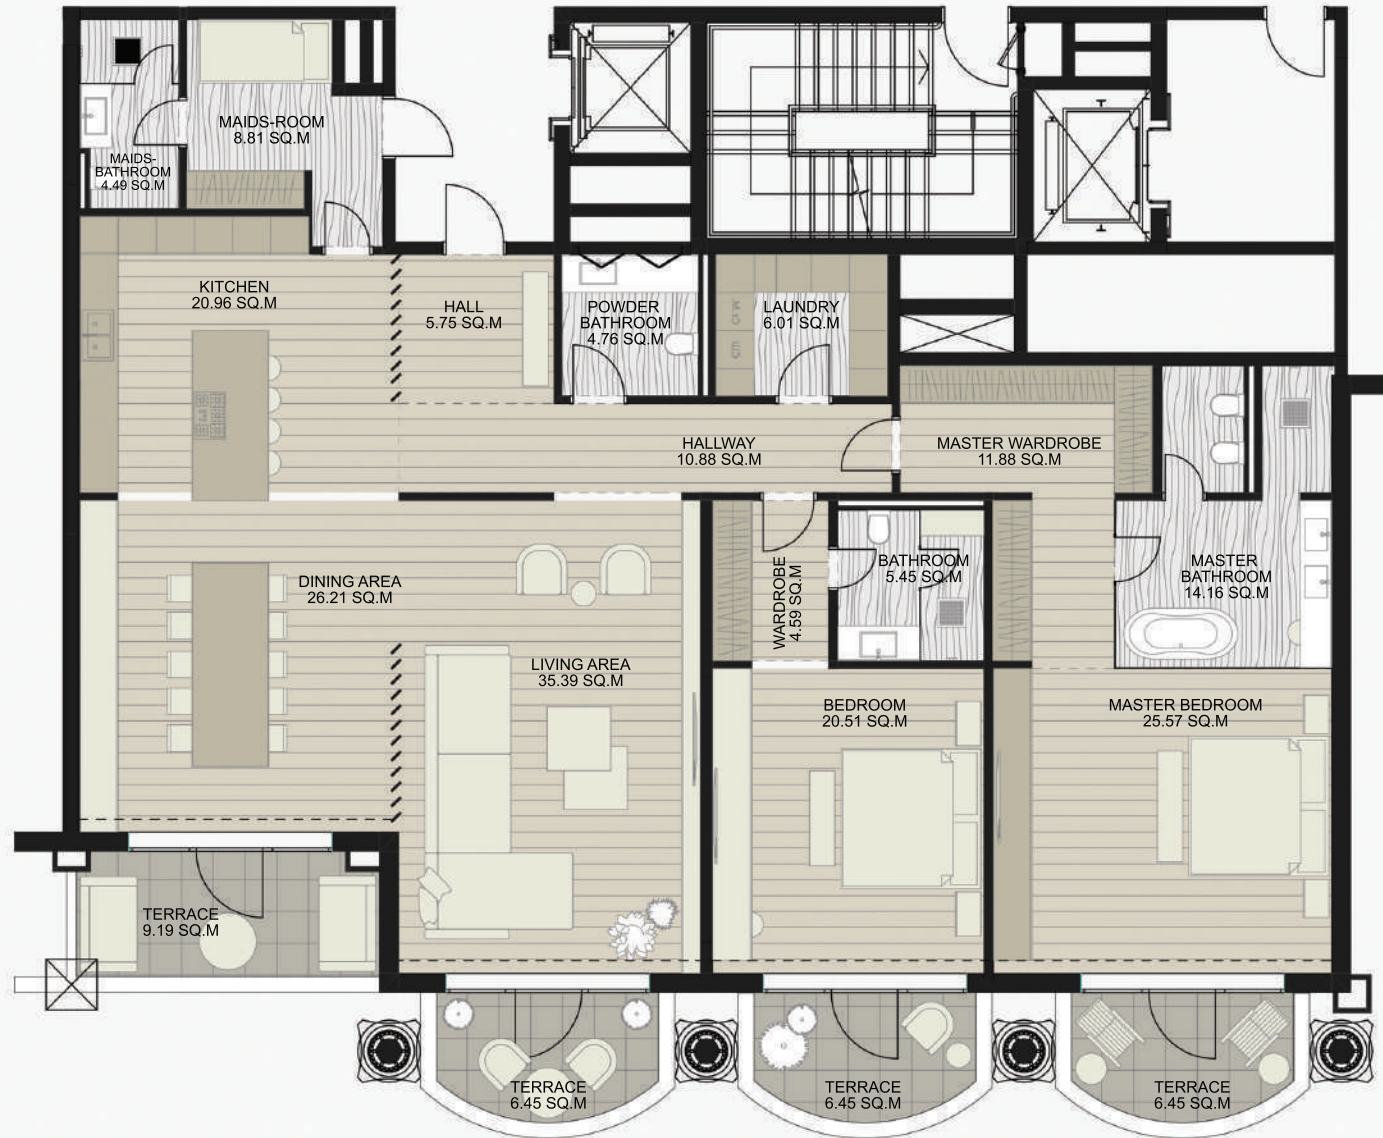 MAIDS-ROOM
8.81 SQ.M
MAIDS-
BATHROOM
4.49 SQ.M
KITCHEN
20.96 SQ.M
HALL
5.75 SQ.M
POWDER
BATHROOM
4.76 SQ.M
LAUNDRY
6.01 SQ.M
HALLWAY
10.88 SQ.M
MASTER WARDROBE
11.88 SQ.M
DINING AREA
26.21 SQ.M
LIVING AREA
35.39 SQ.M
WARDROBE
4.59 SQ.M
BATHROOM
5.45 SQ.M
MASTER
BATHROOM
14.16 SQ.M
BEDROOM
20.51 SQ.M
MASTER BEDROOM
25.57 SQ.M
TERRACE
9.19 SQ.M
TERRACE
6.45 SQ.M
TERRACE
6.45 SQ.M
TERRACE
6.45 SQ.M